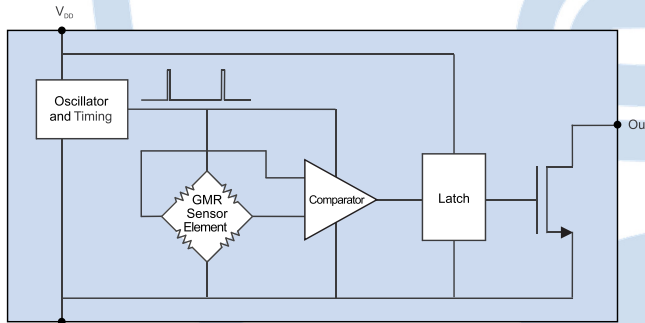 VDD
Oscillator
and Timing
GMR
Sensor
Element
Comparator
Latch
Ou